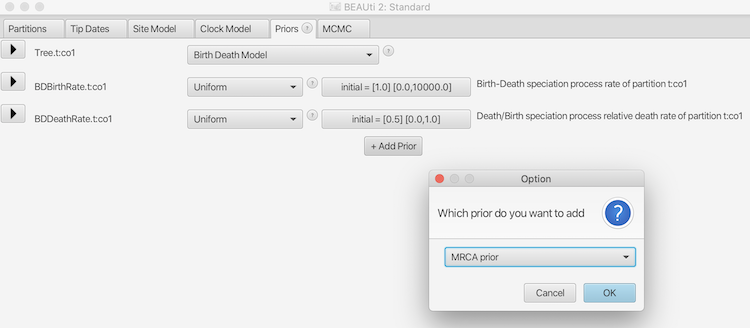 BEAUti 2: Standard
Partitions Tip Dates Site Model Clock Model Priors ? MCMC
Tree.t:co1 Birth Death Model ?
BDBirthRate.t:co1 Uniform ? initial = [1.0] [0.0,10000.0] Birth-Death speciation process rate of partition t:co1
BDDeathRate.t:co1 Uniform ? initial = [0.5] [0.0,1.0] Death/Birth speciation process relative death rate of partition t:co1
+ Add Prior
Option
Which prior do you want to add ?
MRCA prior
Cancel OK